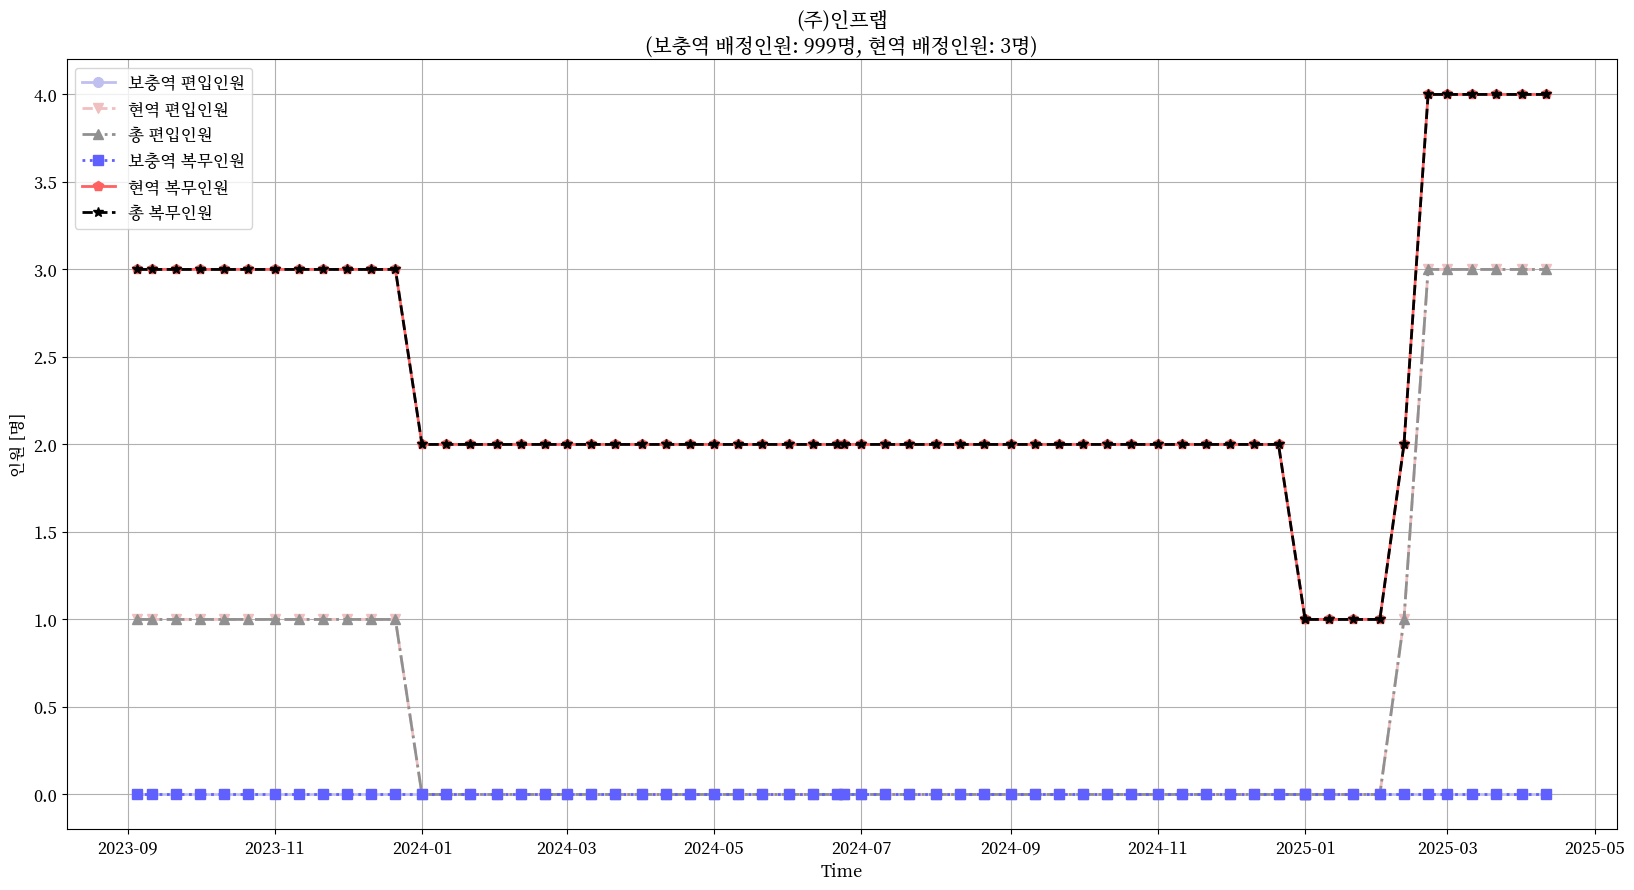 (주)인프랩
(보충역 배정인원: 999명, 현역 배정인원: 3명)
보충역 편입인원
현역 편입인원
총 편입인원
보충역 복무인원
현역 복무인원
총 복무인원
4.0
3.5
3.0
2.5
2.0
1.5
1.0
0.5
0.0
인원 [명]
2023-09 2023-11 2024-01 2024-03 2024-05 2024-07 2024-09 2024-11 2025-01 2025-03 2025-05
Time